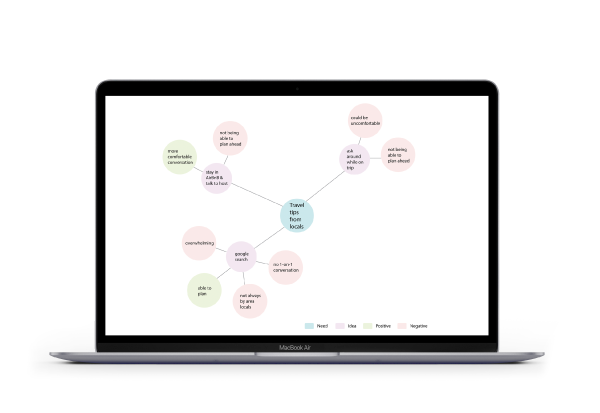 could be
uncomfortable
not being
able to
plan ahead
more
comfortable
conversation
ask
around
while on
trip
not being
able to
plan ahead
stay in
AirBnB &
talk to host
Travel
tips
from
locals
overwhelming
google
search
no 1-on-1
conversation
able to
plan
not always
by area
locals
Need
Idea
Positive
Negative
MacBook Air